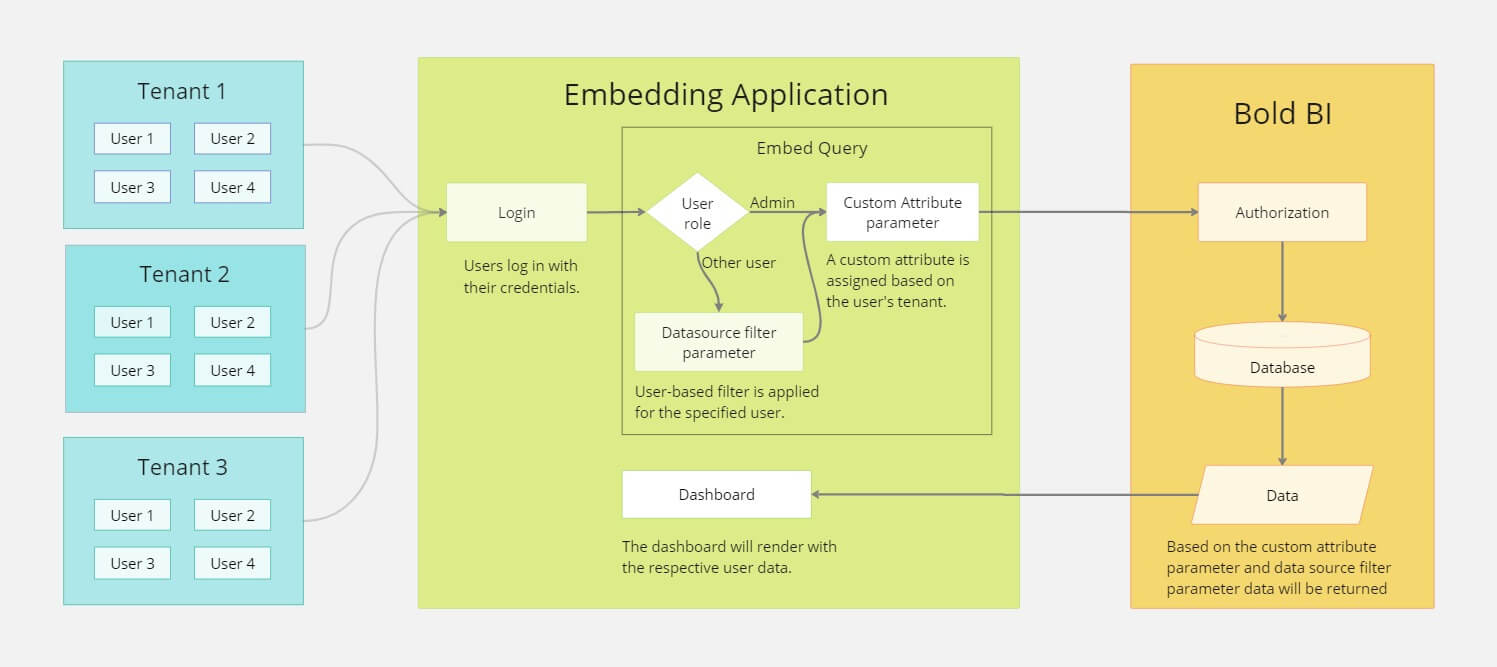 Tenant 1
User 1
User 2
User 3
User 4
Tenant 2
User 1
User 2
User 3
User 4
Tenant 3
User 1
User 2
User 3
User 4
Embedding Application
Login
Users log in with
their credentials.
Embed Query
User
role
Admin
Other user
Custom Attribute
parameter
A custom attribute is
assigned based on
the user's tenant.
Datasource filter
parameter
User-based filter is applied
for the specified user.
Dashboard
The dashboard will render with
the respective user data.
Bold BI
Authorization
Database
Data
Based on the custom attribute
parameter and data source filter
parameter data will be returned